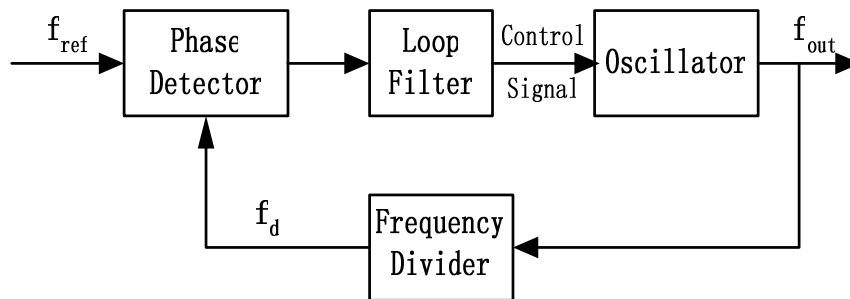 f_ref
Phase
Detector
Loop
Filter
Control
Signal
Oscillator
f_out
f_d
Frequency
Divider